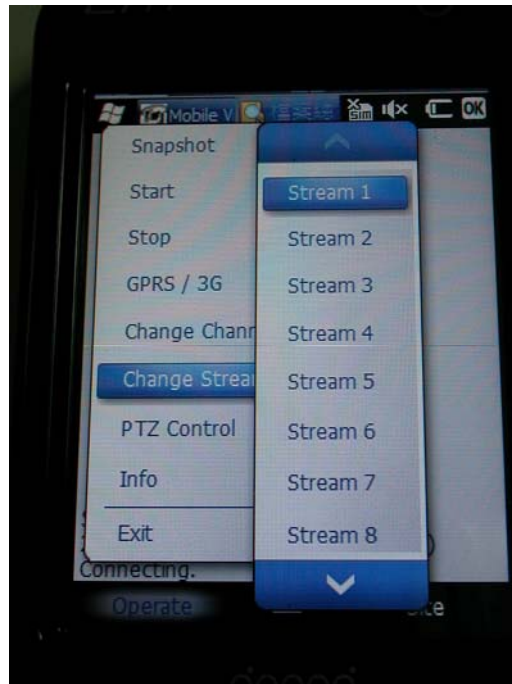 Mobile V
OK
Snapshot
Start
Stop
GPRS / 3G
Change Chann
Change Strea
PTZ Control
Info
Exit
Stream 1
Stream 2
Stream 3
Stream 4
Stream 5
Stream 6
Stream 7
Stream 8
Connecting.
Operate